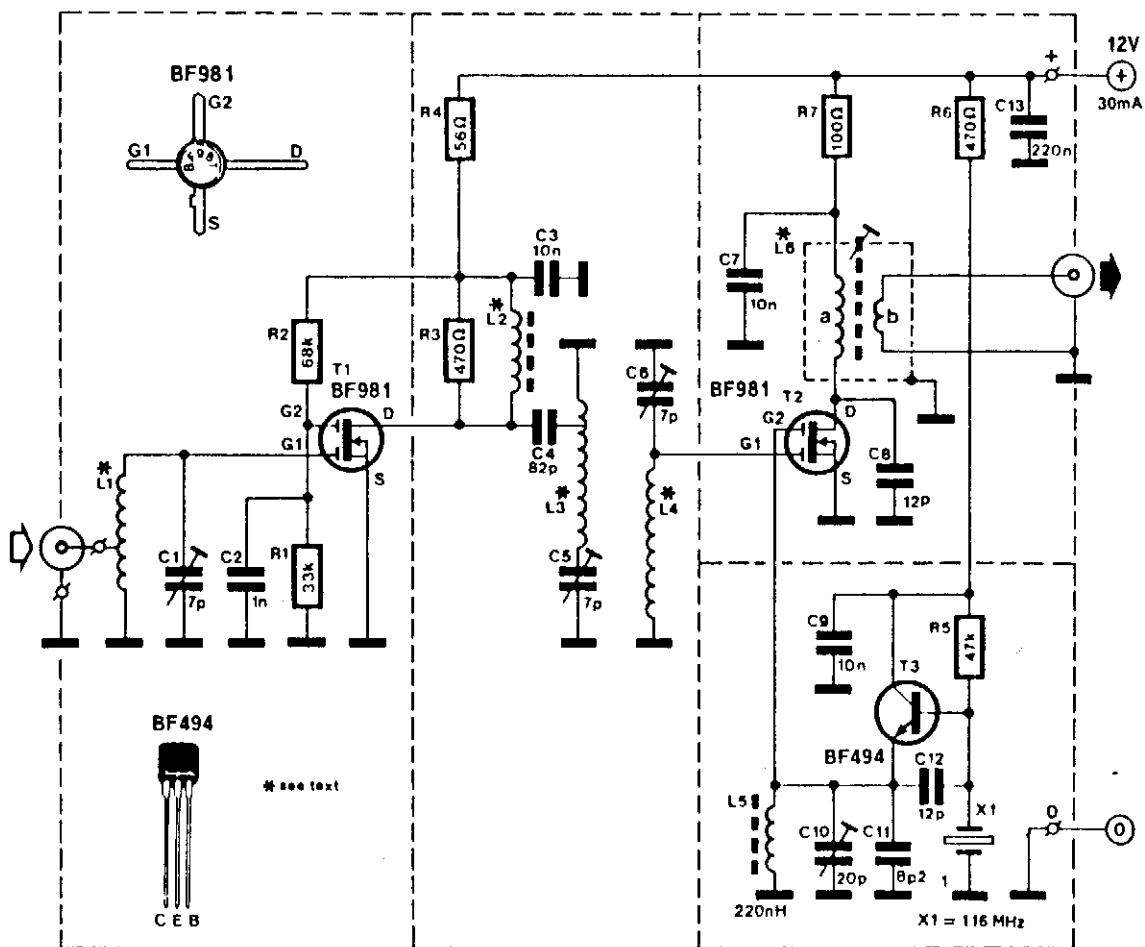 BF981
G2
G1
D
S
BF981
R4
56Ω
R7
100Ω
R6
470Ω
C13
220n
+
12V
+
30mA
C3
10n
C7
10n
*
L6
a
b
R2
68k
R3
470Ω
*
L2
T1
BF981
G2
G1
D
S
C4
82p
C6
7p
BF981
T2
G2
G1
D
S
C8
12p
*
L1
C1
7p
C2
1n
R1
33k
*
L3
C5
7p
*
L4
C9
10n
R5
47k
T3
BF494
C12
12p
BF494
C E B
* see text
L5
220nH
C10
20p
C11
8p2
X1
1
0
0
X1 = 116 MHz